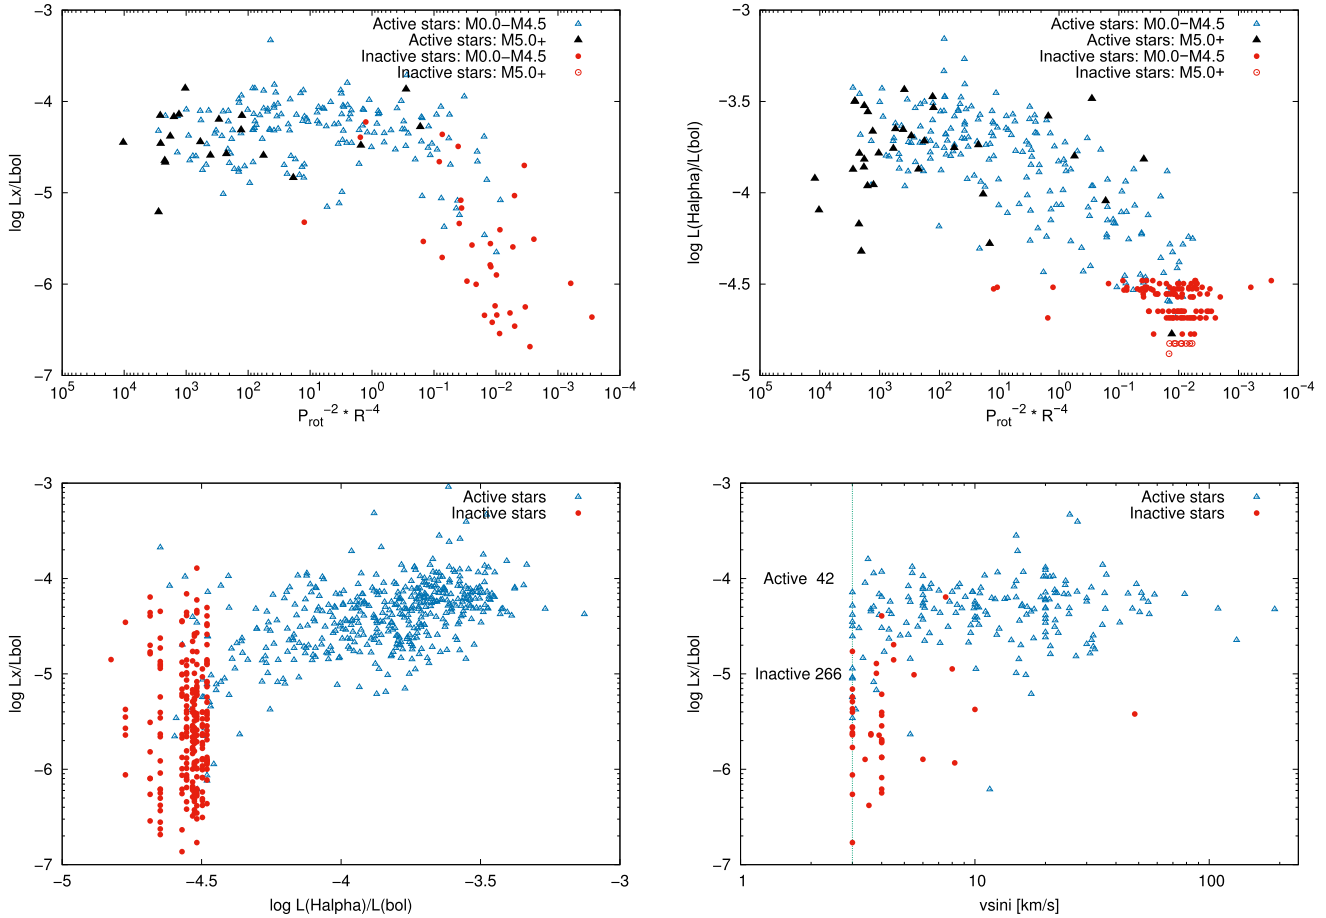 Active stars: M0.0−M4.5
Active stars: M5.0+
Inactive stars: M0.0−M4.5
Inactive stars: M5.0+
−3
−4
−5
−6
−7
log Lx/Lbol
10^5 10^4 10^3 10^2 10^1 10^0 10^−1 10^−2 10^−3 10^−4
P_rot^−2 * R^−4
Active stars: M0.0−M4.5
Active stars: M5.0+
Inactive stars: M0.0−M4.5
Inactive stars: M5.0+
−3
−3.5
−4
−4.5
−5
log L(Halpha)/L(bol)
10^5 10^4 10^3 10^2 10^1 10^0 10^−1 10^−2 10^−3 10^−4
P_rot^−2 * R^−4
Active stars
Inactive stars
−3
−4
−5
−6
−7
log Lx/Lbol
−5 −4.5 −4 −3.5 −3
log L(Halpha)/L(bol)
Active stars
Inactive stars
−3
−4
−5
−6
−7
log Lx/Lbol
Active 42
Inactive 266
1 10 100
vsini [km/s]